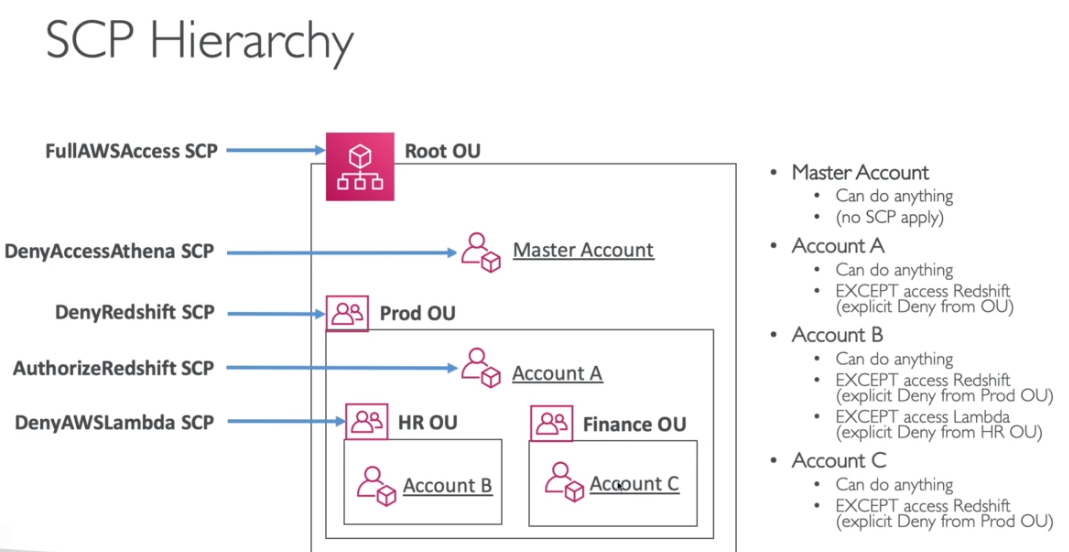 SCP Hierarchy
FullAWSAccess SCP
Root OU
DenyAccessAthena SCP
Master Account
DenyRedshift SCP
Prod OU
AuthorizeRedshift SCP
Account A
DenyAWSLambda SCP
HR OU
Finance OU
Account B
Account C
• Master Account
• Can do anything
• (no SCP apply)
• Account A
• Can do anything
• EXCEPT access Redshift
(explicit Deny from OU)
• Account B
• Can do anything
• EXCEPT access Redshift
(explicit Deny from Prod OU)
• EXCEPT access Lambda
(explicit Deny from HR OU)
• Account C
• Can do anything
• EXCEPT access Redshift
(explicit Deny from Prod OU)